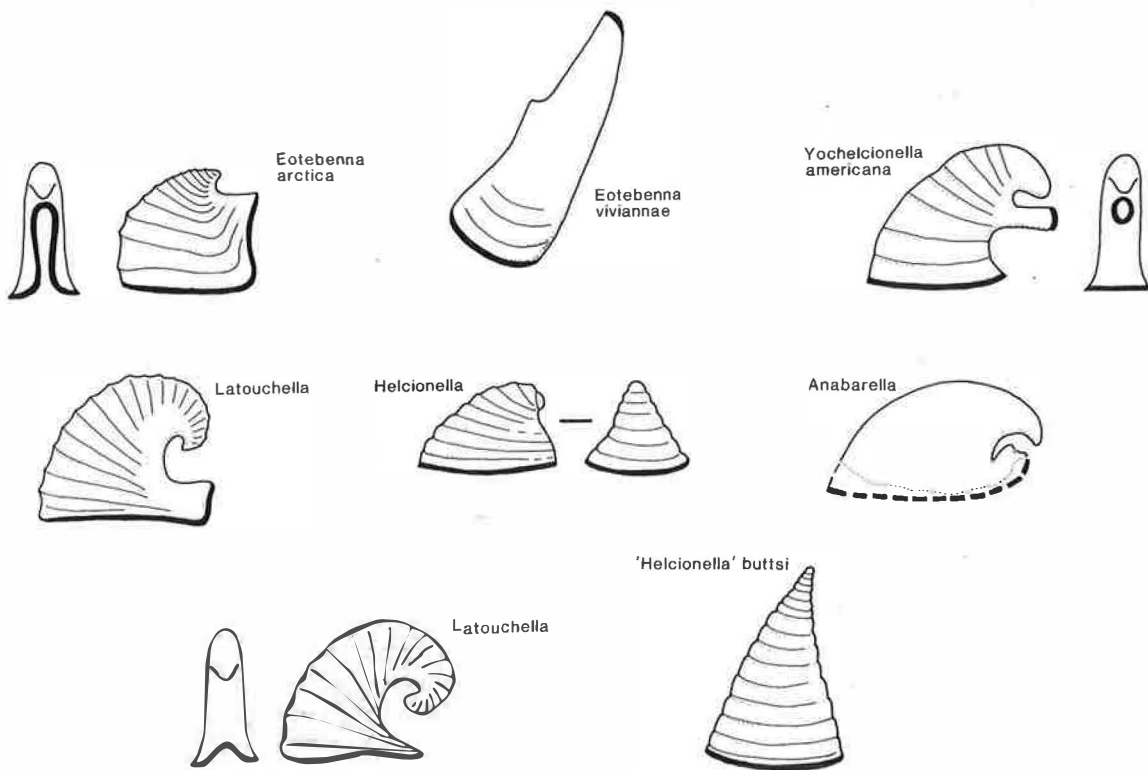 Eotebenna
arctica
Eotebenna
viviannae
Yochelcionella
americana
Latouchella
Helcionella
Anabarella
Latouchella
'Helcionella' buttsi